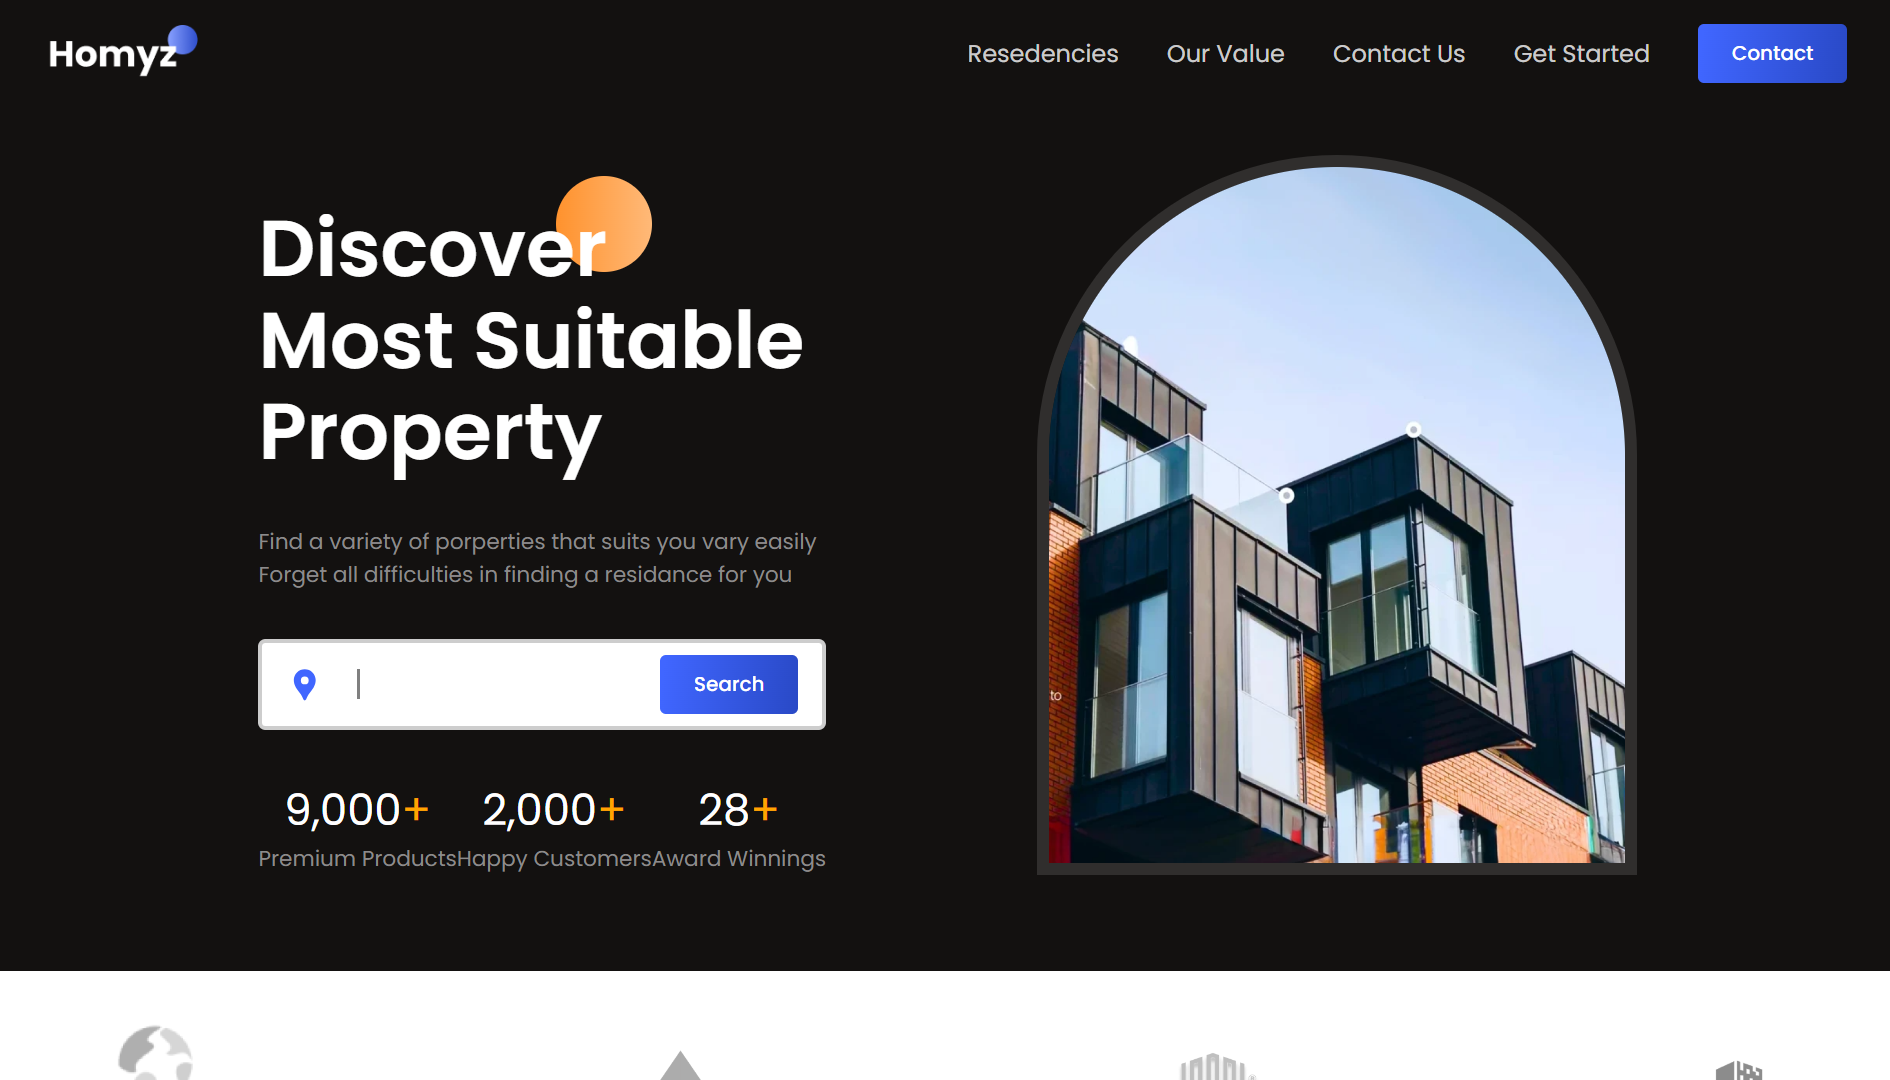 Homyz
Resedencies
Our Value
Contact Us
Get Started
Contact
Discover
Most Suitable
Property
Find a variety of porperties that suits you vary easily
Forget all difficulties in finding a residance for you
Search
9,000+
2,000+
28+
Premium Products
Happy Customers
Award Winnings
to